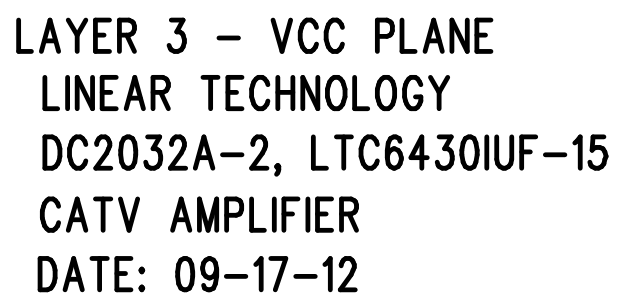 LAYER 3 - VCC PLANE
LINEAR TECHNOLOGY
DC2032A-2, LTC6430IUF-15
CATV AMPLIFIER
DATE: 09-17-12